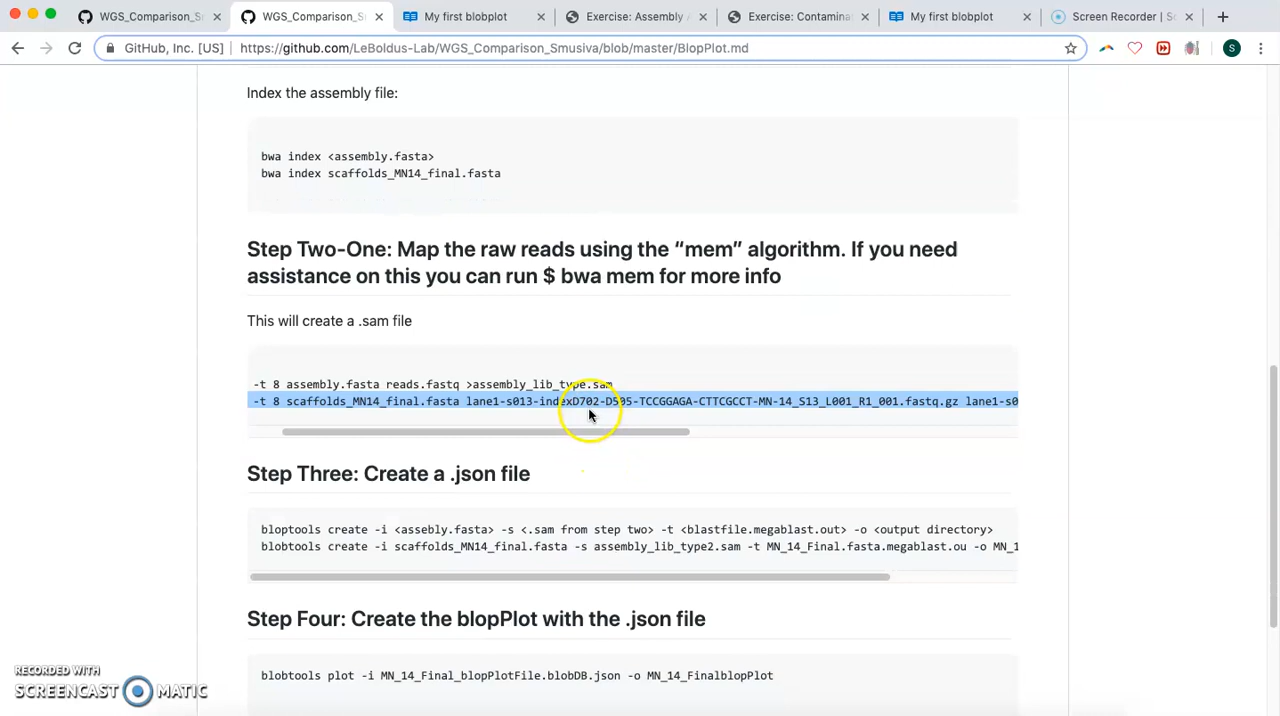 WGS_Comparison_S
WGS_Comparison_S
My first blobplot
Exercise: Assembly
Exercise: Contamina
My first blobplot
Screen Recorder | S
GitHub, Inc. [US]
https://github.com/LeBoldus-Lab/WGS_Comparison_Smusiva/blob/master/BlopPlot.md
S
Index the assembly file:
bwa index <assembly.fasta>
bwa index scaffolds_MN14_final.fasta
Step Two-One: Map the raw reads using the “mem” algorithm. If you need
assistance on this you can run $ bwa mem for more info
This will create a .sam file
-t 8 assembly.fasta reads.fastq >assembly_lib_type.sam
-t 8 scaffolds_MN14_final.fasta lane1-s013-indexD702-D505-TCCGGAGA-CTTCGCCT-MN-14_S13_L001_R1_001.fastq.gz lane1-s0
Step Three: Create a .json file
bloptools create -i <assebly.fasta> -s <.sam from step two> -t <blastfile.megablast.out> -o <output directory>
blobtools create -i scaffolds_MN14_final.fasta -s assembly_lib_type2.sam -t MN_14_Final.fasta.megablast.ou -o MN_1
Step Four: Create the blopPlot with the .json file
blobtools plot -i MN_14_Final_blopPlotFile.blobDB.json -o MN_14_FinalblopPlot
RECORDED WITH
SCREENCAST MATIC